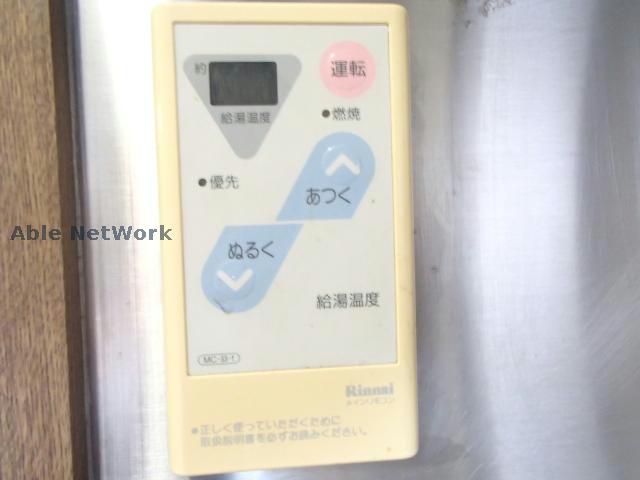 約
運転
給湯温度
燃焼
優先
あつく
Able NetWork
ぬるく
給湯温度
MC-33-1
Rinnai
メインリモコン
●正しく使っていただくために
取扱説明書を必ずお読みください。